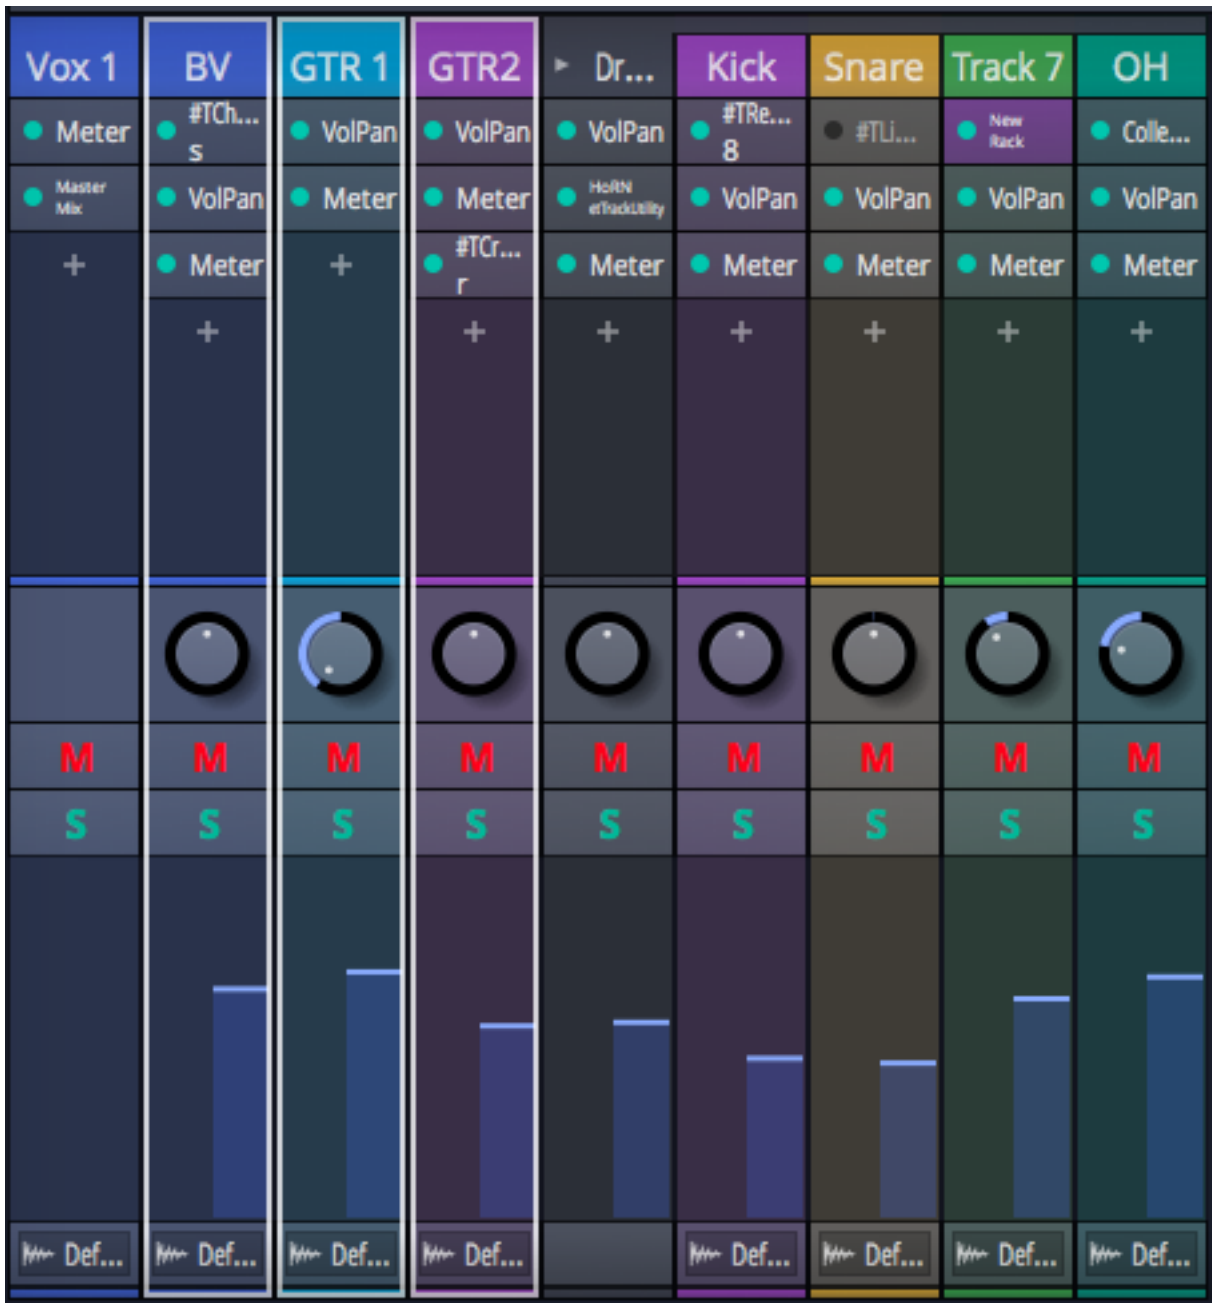 Vox 1 BV GTR 1 GTR2 Dr... Kick Snare Track 7 OH
Meter #TCh... s VolPan VolPan VolPan #TRe... 8 #TLi... New Rack Colle...
Master Mix VolPan Meter Meter HoRN etTrackUtility VolPan VolPan VolPan VolPan
+ Meter + #TCr... r Meter Meter Meter Meter Meter
+ + + + + + +
M M M M M M M M M
S S S S S S S S S
Def... Def... Def... Def... Def... Def... Def... Def...